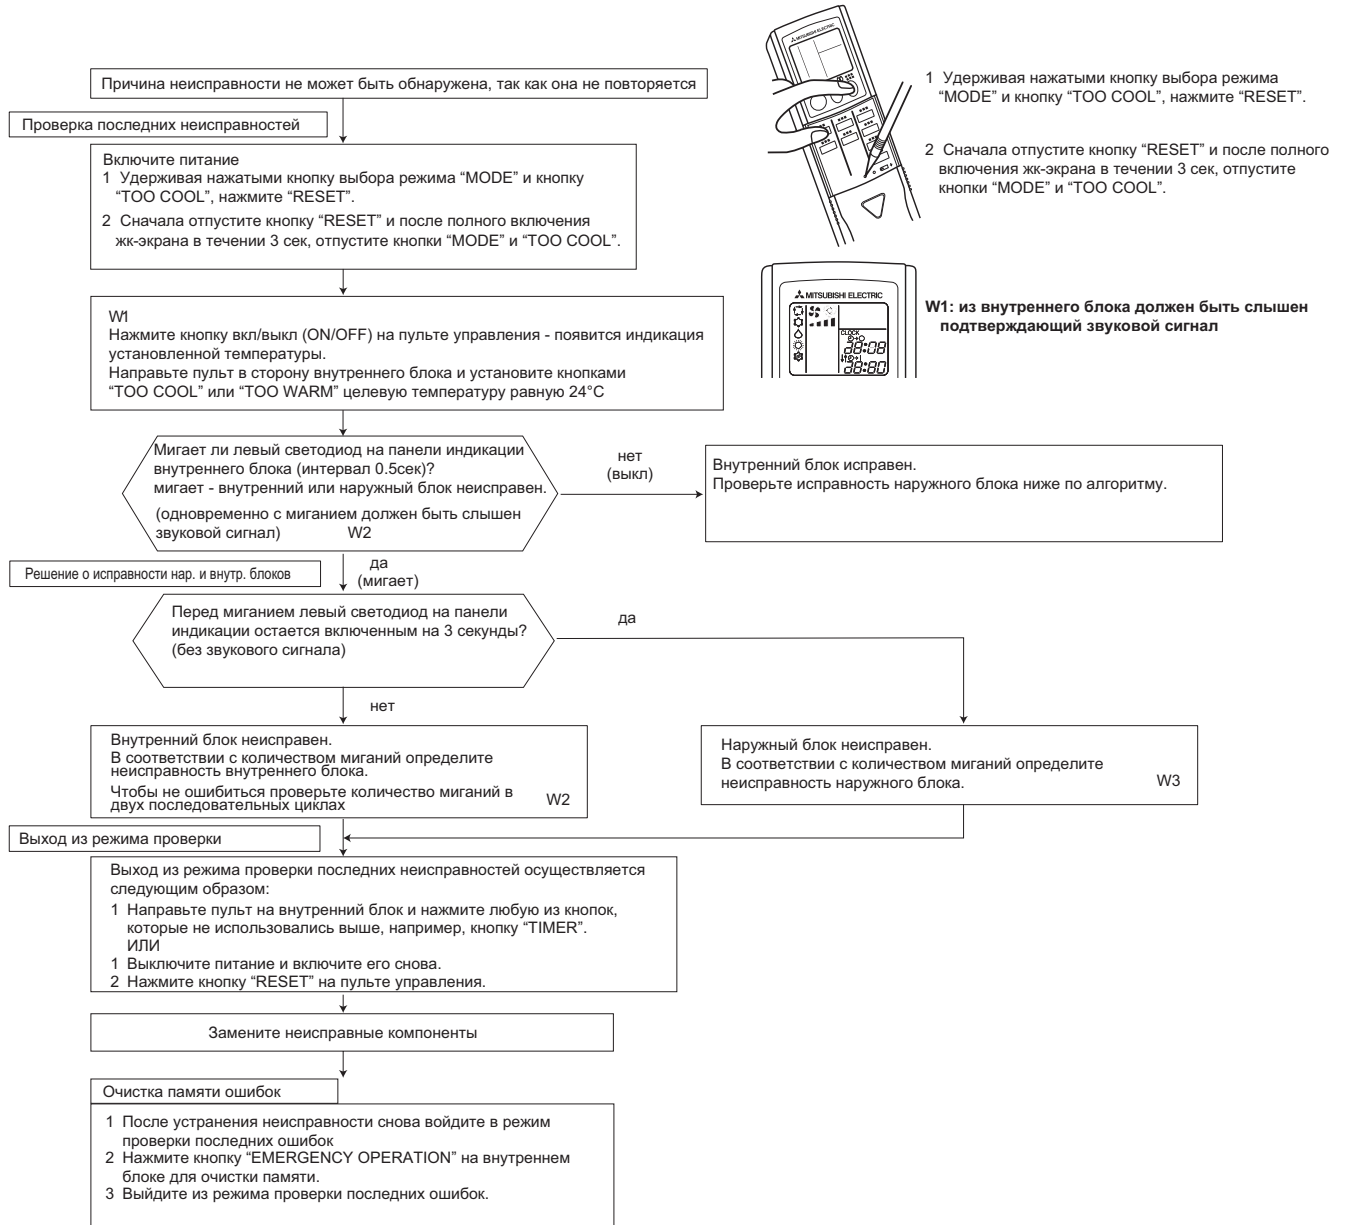 Причина неисправности не может быть обнаружена, так как она не повторяется
Проверка последних неисправностей
Включите питание
1 Удерживая нажатыми кнопку выбора режима “MODE” и кнопку
“TOO COOL”, нажмите “RESET”.
2 Сначала отпустите кнопку “RESET” и после полного включения
жк-экрана в течении 3 сек, отпустите кнопки “MODE” и “TOO COOL”.
MITSUBISHI ELECTRIC
1 Удерживая нажатыми кнопку выбора режима
“MODE” и кнопку “TOO COOL”, нажмите “RESET”.
2 Сначала отпустите кнопку “RESET” и после полного
включения жк-экрана в течении 3 сек, отпустите
кнопки “MODE” и “TOO COOL”.
MITSUBISHI ELECTRIC
CLOCK
38:08
38:80
W1: из внутреннего блока должен быть слышен
подтверждающий звуковой сигнал
W1
Нажмите кнопку вкл/выкл (ON/OFF) на пульте управления - появится индикация
установленной температуры.
Направьте пульт в сторону внутреннего блока и установите кнопками
“TOO COOL” или “TOO WARM” целевую температуру равную 24°C
Мигает ли левый светодиод на панели индикации
внутреннего блока (интервал 0.5сек)?
мигает - внутренний или наружный блок неисправен.
(одновременно с миганием должен быть слышен
звуковой сигнал) W2
нет
(выкл)
Внутренний блок исправен.
Проверьте исправность наружного блока ниже по алгоритму.
да
(мигает)
Решение о исправности нар. и внутр. блоков
Перед миганием левый светодиод на панели
индикации остается включенным на 3 секунды?
(без звукового сигнала)
да
нет
Внутренний блок неисправен.
В соответствии с количеством миганий определите
неисправность внутреннего блока.
Чтобы не ошибиться проверьте количество миганий в
двух последовательных циклах W2
Наружный блок неисправен.
В соответствии с количеством миганий определите
неисправность наружного блока. W3
Выход из режима проверки
Выход из режима проверки последних неисправностей осуществляется
следующим образом:
1 Направьте пульт на внутренний блок и нажмите любую из кнопок,
которые не использовались выше, например, кнопку “TIMER”.
ИЛИ
1 Выключите питание и включите его снова.
2 Нажмите кнопку “RESET” на пульте управления.
Замените неисправные компоненты
Очистка памяти ошибок
1 После устранения неисправности снова войдите в режим
проверки последних ошибок
2 Нажмите кнопку “EMERGENCY OPERATION” на внутреннем
блоке для очистки памяти.
3 Выйдите из режима проверки последних ошибок.